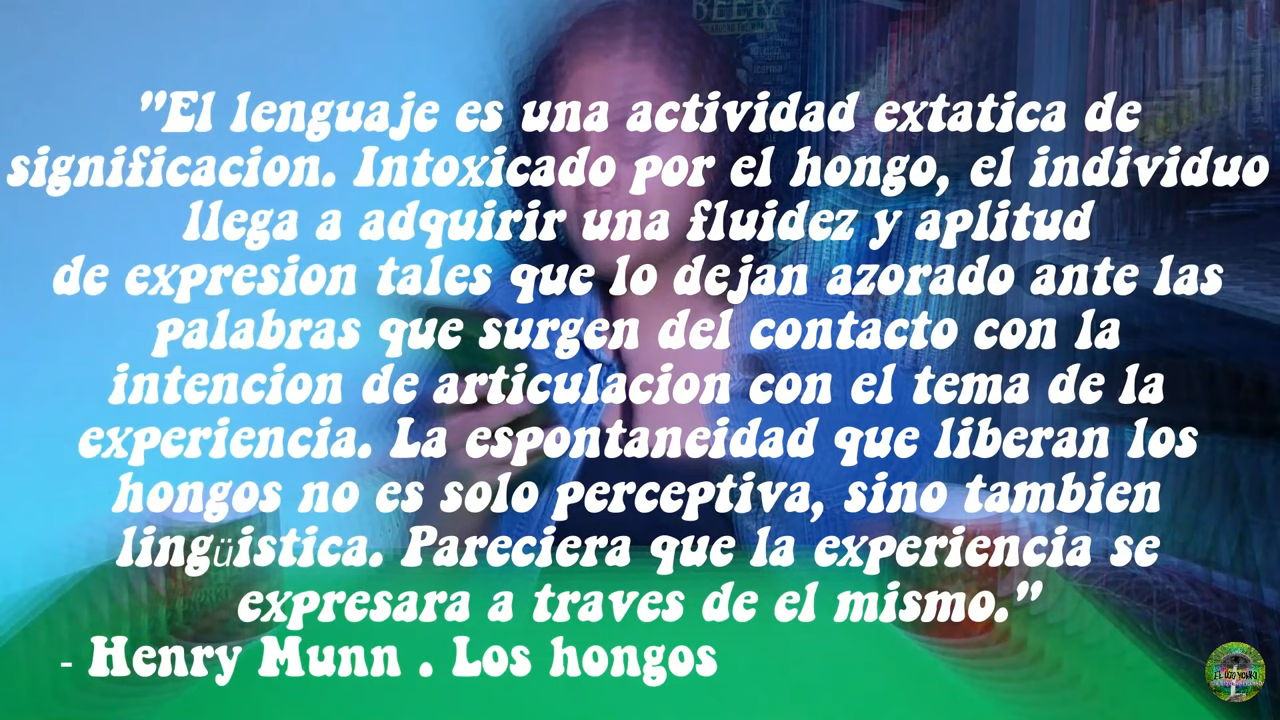 BEERS
"El lenguaje es una actividad extatica de
significacion. Intoxicado por el hongo, el individuo
llega a adquirir una fluidez y aplitud
de expresion tales que lo dejan azorado ante las
palabras que surgen del contacto con la
intencion de articulacion con el tema de la
experiencia. La espontaneidad que liberan los
hongos no es solo perceptiva, sino tambien
lingüistica. Pareciera que la experiencia se
expresara a traves de el mismo."
- Henry Munn . Los hongos